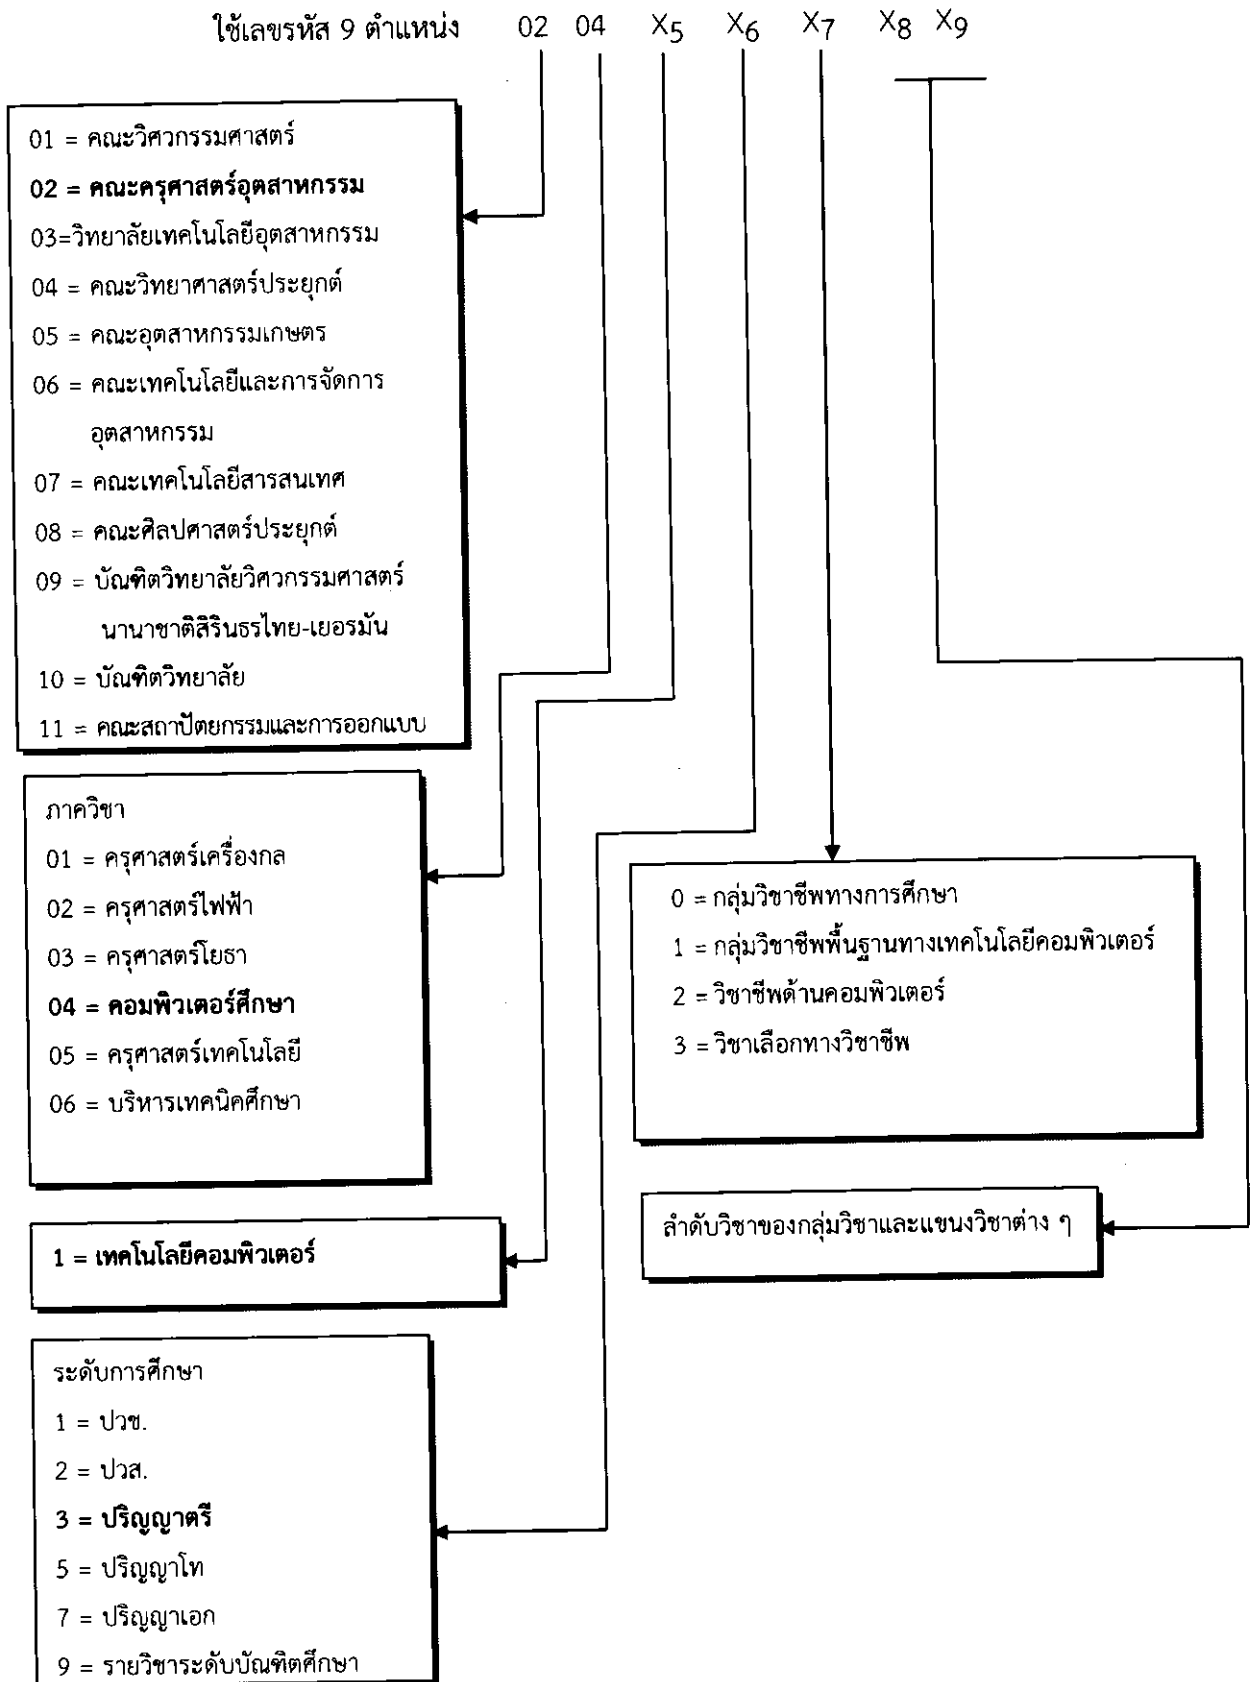 ใช้เลขรหัส 9 ตำแหน่ง 02 04 X5 X6 X7 X8 X9
01 = คณะวิศวกรรมศาสตร์
02 = คณะครุศาสตร์อุตสาหกรรม
03=วิทยาลัยเทคโนโลยีอุตสาหกรรม
04 = คณะวิทยาศาสตร์ประยุกต์
05 = คณะอุตสาหกรรมเกษตร
06 = คณะเทคโนโลยีและการจัดการ
อุตสาหกรรม
07 = คณะเทคโนโลยีสารสนเทศ
08 = คณะศิลปศาสตร์ประยุกต์
09 = บัณฑิตวิทยาลัยวิศวกรรมศาสตร์
นานาชาติสิรินธรไทย-เยอรมัน
10 = บัณฑิตวิทยาลัย
11 = คณะสถาปัตยกรรมและการออกแบบ
ภาควิชา
01 = ครุศาสตร์เครื่องกล
02 = ครุศาสตร์ไฟฟ้า
03 = ครุศาสตร์โยธา
04 = คอมพิวเตอร์ศึกษา
05 = ครุศาสตร์เทคโนโลยี
06 = บริหารเทคนิคศึกษา
0 = กลุ่มวิชาชีพทางการศึกษา
1 = กลุ่มวิชาชีพพื้นฐานทางเทคโนโลยีคอมพิวเตอร์
2 = วิชาชีพด้านคอมพิวเตอร์
3 = วิชาเลือกทางวิชาชีพ
ลำดับวิชาของกลุ่มวิชาและแขนงวิชาต่าง ๆ
1 = เทคโนโลยีคอมพิวเตอร์
ระดับการศึกษา
1 = ปวช.
2 = ปวส.
3 = ปริญญาตรี
5 = ปริญญาโท
7 = ปริญญาเอก
9 = รายวิชาระดับบัณฑิตศึกษา